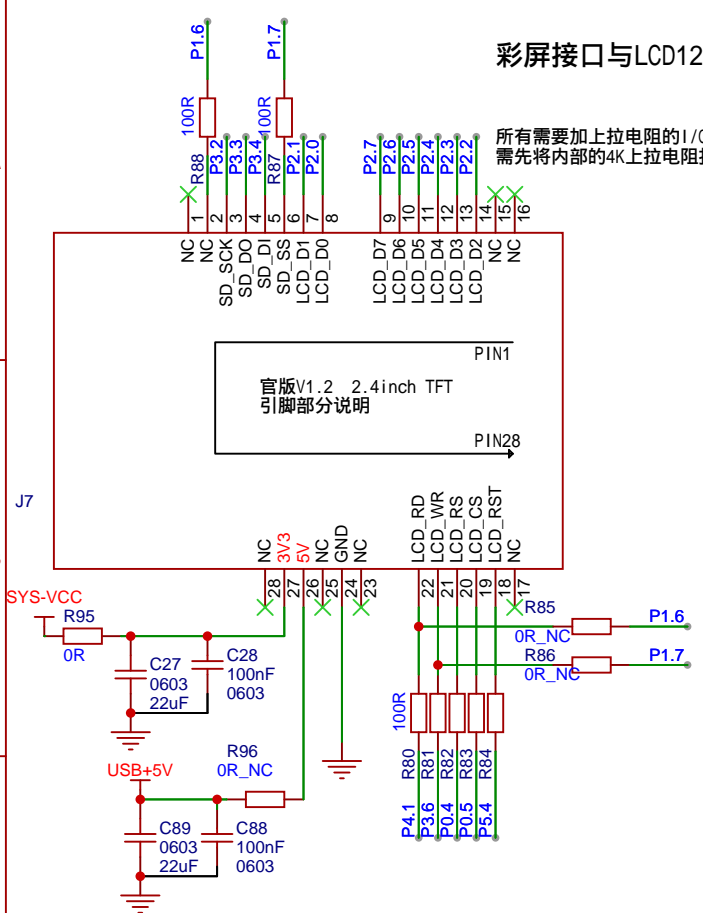 彩屏接口与LCD12
所有需要加上拉电阻的I/O
需先将内部的4K上拉电阻
P1.6
P1.7
100R
100R
R88
P3.2
P3.3
P3.4
R87
P2.1
P2.0
P2.7
P2.6
P2.5
P2.4
P2.3
P2.2
1
2
3
4
5
6
7
8
9
10
11
12
13
14
15
16
NC
NC
SD_SCK
SD_DO
SD_DI
SD_SS
LCD_D1
LCD_D0
LCD_D7
LCD_D6
LCD_D5
LCD_D4
LCD_D3
LCD_D2
NC
NC
PIN1
官版V1.2 2.4inch TFT
引脚部分说明
PIN28
J7
NC
3V3
5V
NC
GND
NC
LCD_RD
LCD_WR
LCD_RS
LCD_CS
LCD_RST
NC
28
27
26
25
24
23
22
21
20
19
18
17
SYS-VCC
R95
0R
C27
0603
22uF
C28
100nF
0603
R85
0R_NC
P1.6
R86
0R_NC
P1.7
100R
R80
R81
R82
R83
R84
P4.1
P3.6
P0.4
P0.5
P5.4
R96
0R_NC
USB+5V
C89
0603
22uF
C88
100nF
0603